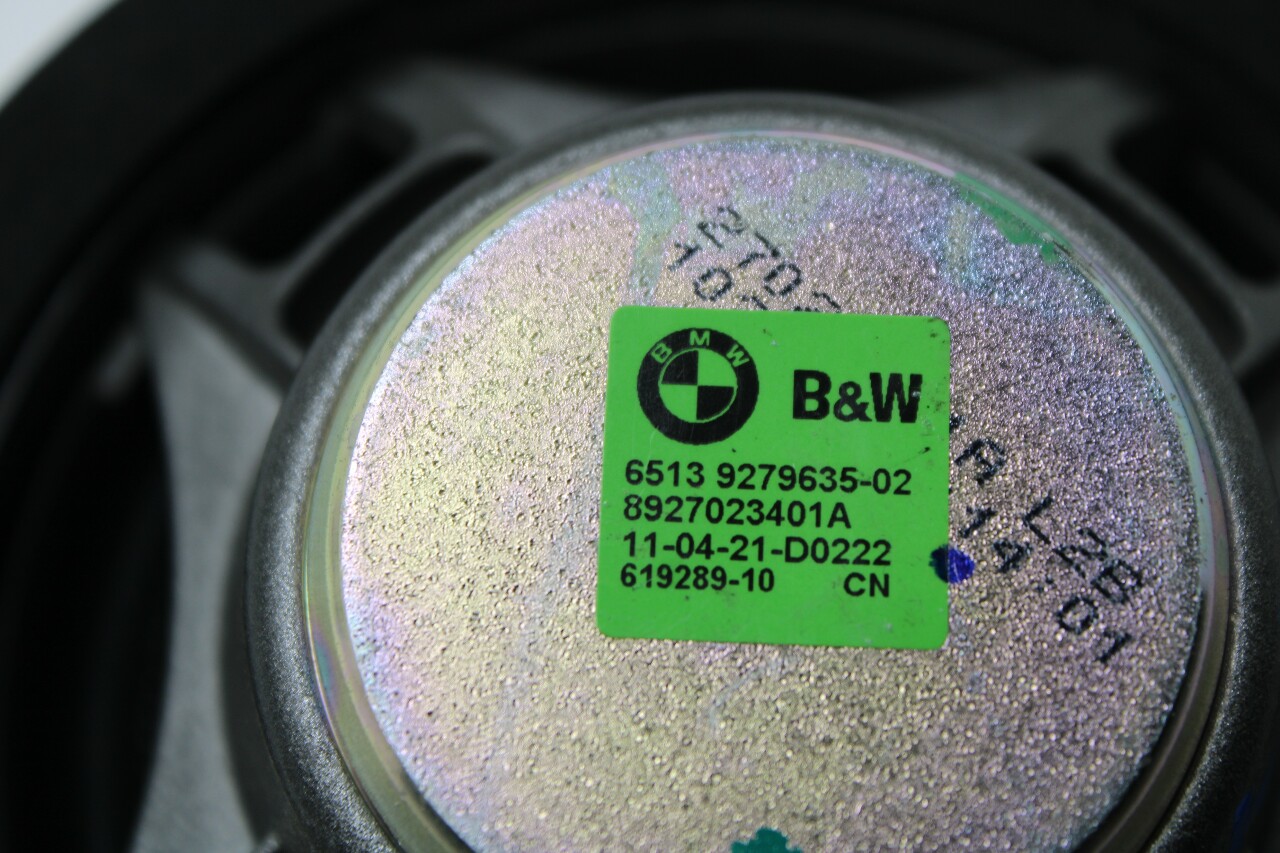 BMW
B&W
6513 9279635-02
8927023401A
11-04-21-D0222
619289-10 CN